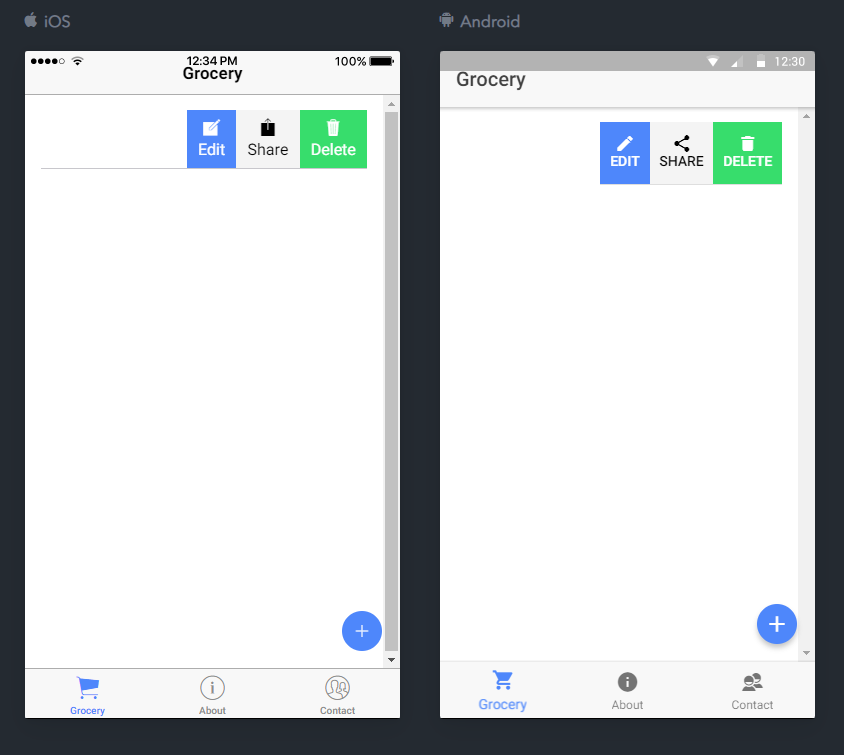 iOS
Android
12:34 PM
100%
Grocery
Edit
Share
Delete
Grocery
About
Contact
12:30
Grocery
EDIT
SHARE
DELETE
Grocery
About
Contact